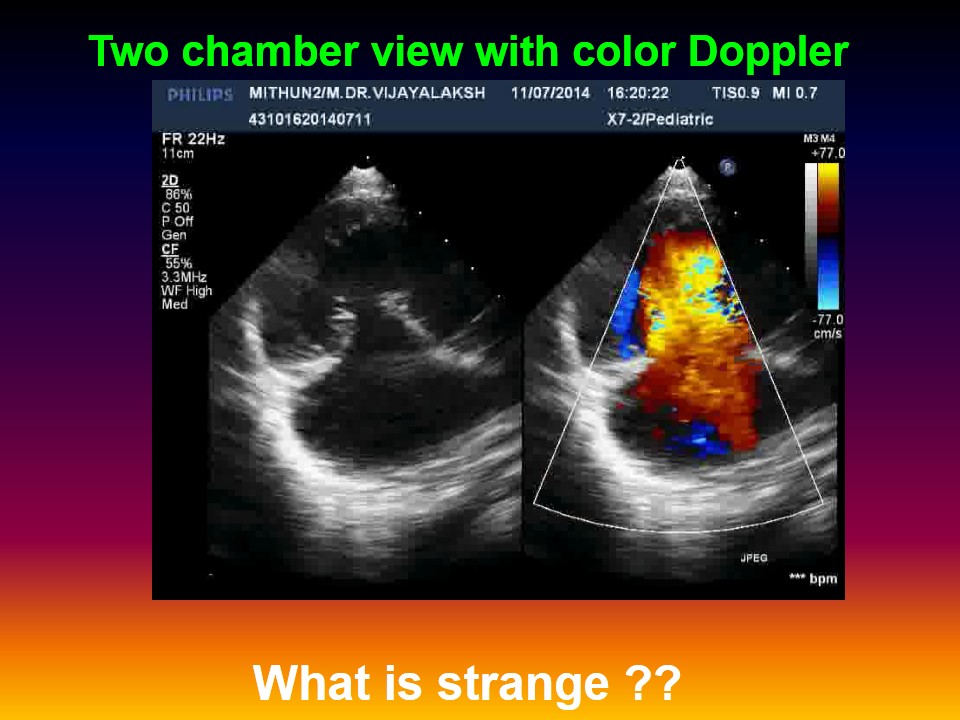 Two chamber view with color Doppler
PHILIPS MITHUN2/M.DR.VIJAYALAKSH 11/07/2014 16:20:22 TIS0.9 MI 0.7
43101620140711 X7-2/Pediatric
FR 22Hz
11cm
M3 M4
+77.0
2D
86%
C 50
P Off
Gen
CF
55%
3.3MHz
WF High
Med
-77.0
cm/s
JPEG
*** bpm
What is strange ??